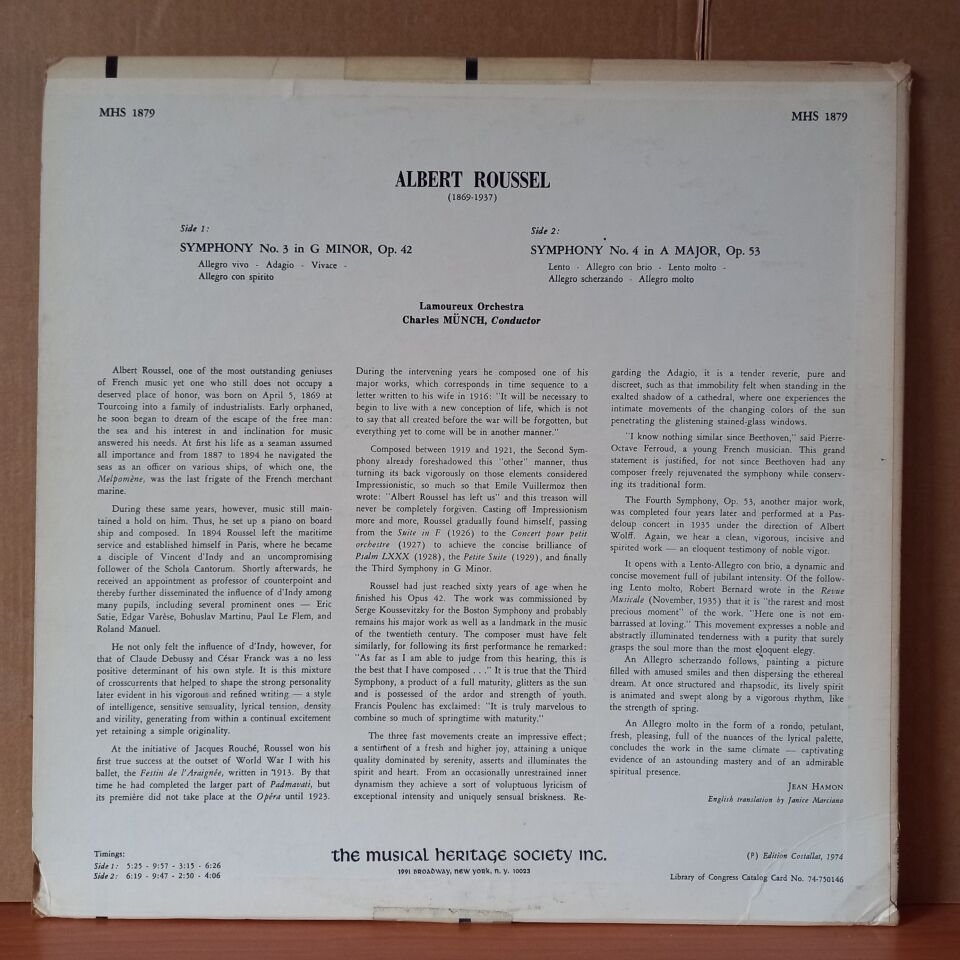 MHS 1879
MHS 1879
ALBERT ROUSSEL
(1869-1937)
Side 1:
SYMPHONY No. 3 in G MINOR, Op. 42
Allegro vivo - Adagio - Vivace -
Allegro con spirito
Side 2:
SYMPHONY No. 4 in A MAJOR, Op. 53
Lento - Allegro con brio - Lento molto -
Allegro scherzando - Allegro molto
Lamoureux Orchestra
Charles MÜNCH, Conductor
Albert Roussel, one of the most outstanding geniuses
of French music yet one who still does not occupy a
deserved place of honor, was born on April 5, 1869 at
Tourcoing into a family of industrialists. Early orphaned,
he soon began to dream of the escape of the free man:
the sea and his interest in and inclination for music
answered his needs. At first his life as a seaman assumed
all importance and from 1887 to 1894 he navigated the
seas as an officer on various ships, of which one, the
Melpomène, was the last frigate of the French merchant
marine.
During these same years, however, music still main-
tained a hold on him. Thus, he set up a piano on board
ship and composed. In 1894 Roussel left the maritime
service and established himself in Paris, where he became
a disciple of Vincent d'Indy and an uncompromising
follower of the Schola Cantorum. Shortly afterwards, he
received an appointment as professor of counterpoint and
thereby further disseminated the influence of d'Indy among
many pupils, including several prominent ones — Eric
Satie, Edgar Varèse, Bohuslav Martinu, Paul Le Flem, and
Roland Manuel.
He not only felt the influence of d'Indy, however, for
that of Claude Debussy and César Franck was a no less
positive determinant of his own style. It is this mixture
of crosscurrents that helped to shape the strong personality
later evident in his vigorous and refined writing — a style
of intelligence, sensitive sensuality, lyrical tension, density
and virility, generating from within a continual excitement
yet retaining a simple originality.
At the initiative of Jacques Rouché, Roussel won his
first true success at the outset of World War I with his
ballet, the Festin de l'Araignée, written in 1913. By that
time he had completed the larger part of Padmavati, but
its première did not take place at the Opéra until 1923.
During the intervening years he composed one of his
major works, which corresponds in time sequence to a
letter written to his wife in 1916: "It will be necessary to
begin to live with a new conception of life, which is not
to say that all created before the war will be forgotten, but
everything yet to come will be in another manner."
Composed between 1919 and 1921, the Second Sym-
phony already foreshadowed this "other" manner, thus
turning its back vigorously on those elements considered
Impressionistic, so much so that Emile Vuillermoz then
wrote: "Albert Roussel has left us" and this treason will
never be completely forgiven. Casting off Impressionism
more and more, Roussel gradually found himself, passing
from the Suite in F (1926) to the Concert pour petit
orchestre (1927) to achieve the concise brilliance of
Psalm LXXX (1928), the Petite Suite (1929), and finally
the Third Symphony in G Minor.
Roussel had just reached sixty years of age when he
finished his Opus 42. The work was commissioned by
Serge Koussevitzky for the Boston Symphony and probably
remains his major work as well as a landmark in the music
of the twentieth century. The composer must have felt
similarly, for following its first performance he remarked:
"As far as I am able to judge from this hearing, this is
the best that I have composed . . ." It is true that the Third
Symphony, a product of a full maturity, glitters as the sun
and is possessed of the ardor and strength of youth.
Francis Poulenc has exclaimed: "It is truly marvelous to
combine so much of springtime with maturity."
The three fast movements create an impressive effect;
a sentiment of a fresh and higher joy, attaining a unique
quality dominated by serenity, asserts and illuminates the
spirit and heart. From an occasionally unrestrained inner
dynamism they achieve a sort of voluptuous lyricism of
exceptional intensity and uniquely sensual briskness. Re-
garding the Adagio, it is a tender reverie, pure and
discreet, such as that immobility felt when standing in the
exalted shadow of a cathedral, where one experiences the
intimate movements of the changing colors of the sun
penetrating the glistening stained-glass windows.
"I know nothing similar since Beethoven," said Pierre-
Octave Ferroud, a young French musician. This grand
statement is justified, for not since Beethoven had any
composer freely rejuvenated the symphony while conserv-
ing its traditional form.
The Fourth Symphony, Op. 53, another major work,
was completed four years later and performed at a Pas-
deloup concert in 1935 under the direction of Albert
Wolff. Again, we hear a clean, vigorous, incisive and
spirited work — an eloquent testimony of noble vigor.
It opens with a Lento-Allegro con brio, a dynamic and
concise movement full of jubilant intensity. Of the follow-
ing Lento molto, Robert Bernard wrote in the Revue
Musicale (November, 1935) that it is "the rarest and most
precious moment" of the work. "Here one is not em-
barrassed at loving." This movement expresses a noble and
abstractly illuminated tenderness with a purity that surely
grasps the soul more than the most eloquent elegy.
An Allegro scherzando follows, painting a picture
filled with amused smiles and then dispersing the ethereal
dream. At once structured and rhapsodic, its lively spirit
is animated and swept along by a vigorous rhythm, like
the strength of spring.
An Allegro molto in the form of a rondo, petulant,
fresh, pleasing, full of the nuances of the lyrical palette,
concludes the work in the same climate — captivating
evidence of an astounding mastery and of an admirable
spiritual presence.
JEAN HAMON
English translation by Janice Marciano
Timings:
Side 1: 5:25 - 9:57 - 3:15 - 6:26
Side 2: 6:19 - 9:47 - 2:50 - 4:06
the musical heritage society inc.
1991 BROADWAY, NEW YORK, N. Y. 10023
(P) Edition Costallat, 1974
Library of Congress Catalog Card No. 74-750146